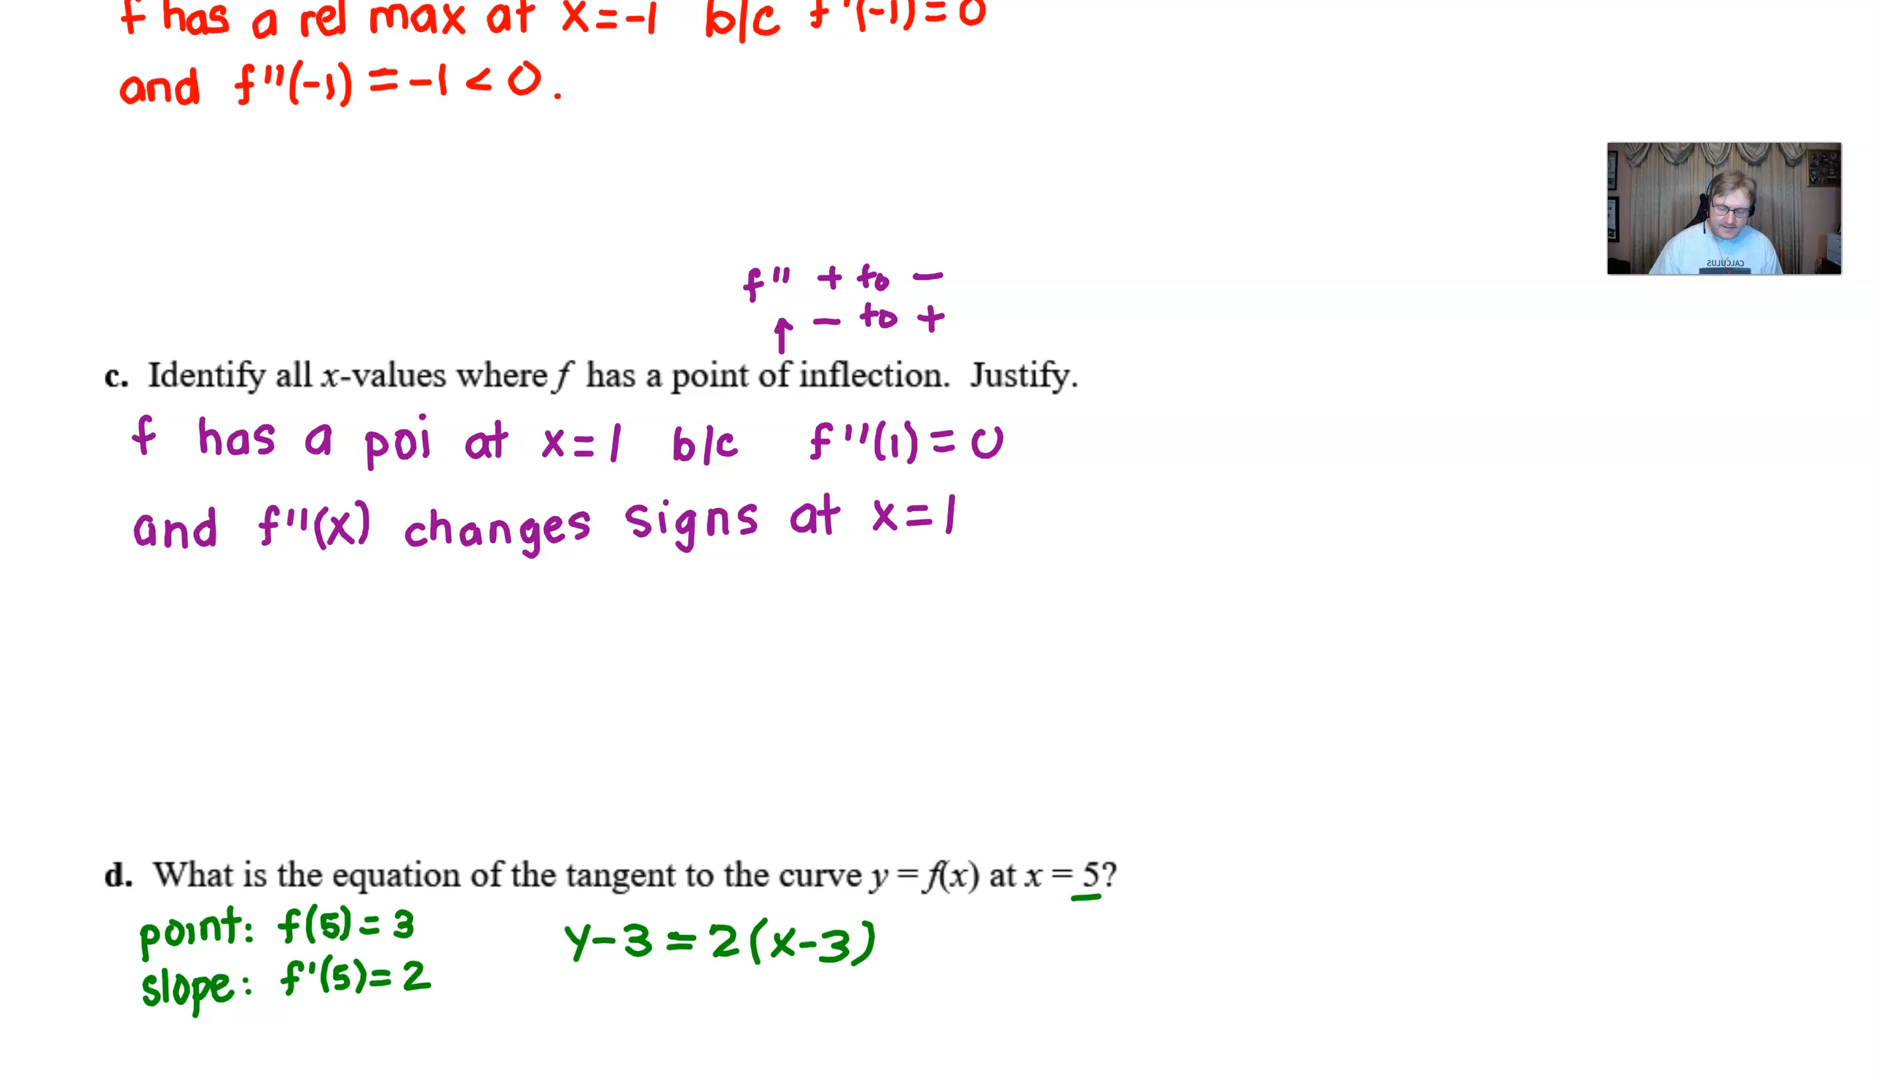 f has a rel max at x=-1 b/c f'(-1)=0
and f''(-1) = -1 < 0.
f'' + to -
↑ - to +
c. Identify all x-values where f has a point of inflection. Justify.
f has a poi at x=1 b/c f''(1)=0
and f''(x) changes signs at x=1
d. What is the equation of the tangent to the curve y = f(x) at x = 5?
point: f(5)=3
y-3=2(x-3)
slope: f'(5)=2
CALCULUS